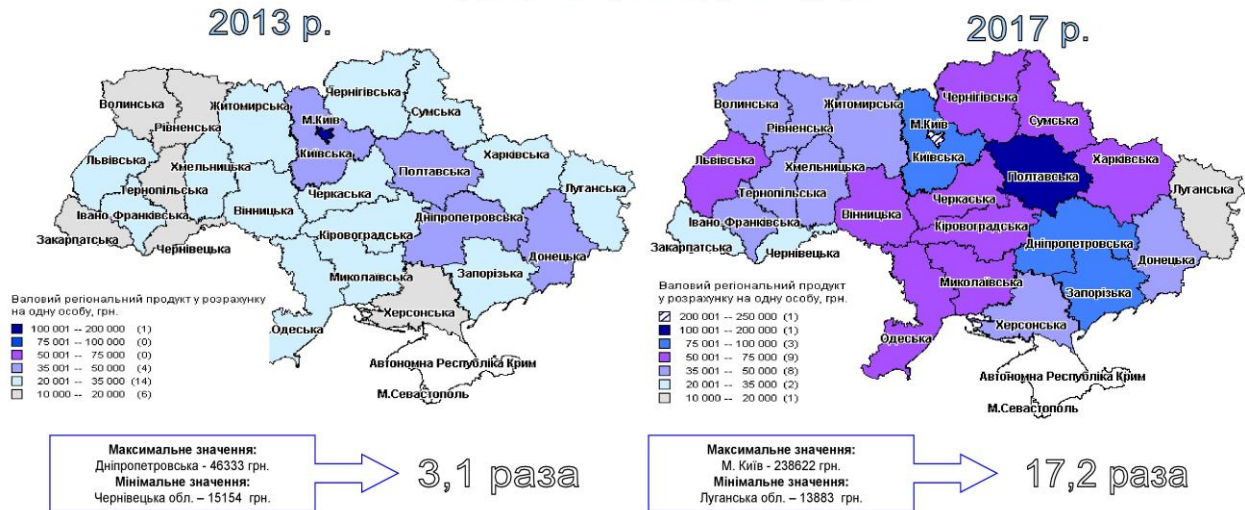 2013 р.
Волинська
Рівненська
Житомирська
Чернігівська
Сумська
М.Київ
Київська
Львівська
Хмельницька
Тернопільська
Полтавська
Харківська
Луганська
Черкаська
Івано Франківська
Вінницька
Закарпатська
Чернівецька
Кіровоградська
Дніпропетровська
Донецька
Миколаївська
Запорізька
Херсонська
Одеська
Автономна Республіка Крим
М.Севастополь
Валовий регіональний продукт у розрахунку
на одну особу, грн.
100 001 -- 200 000 (1)
75 001 -- 100 000 (0)
50 001 -- 75 000 (0)
35 001 -- 50 000 (4)
20 001 -- 35 000 (14)
10 000 -- 20 000 (6)
Максимальне значення:
Дніпропетровська - 46333 грн.
Мінімальне значення:
Чернівецька обл. – 15154 грн.
3,1 раза
2017 р.
Волинська
Рівненська
Житомирська
Чернігівська
Сумська
М.Київ
Київська
Львівська
Хмельницька
Тернопільська
Полтавська
Харківська
Луганська
Черкаська
Івано Франківська
Вінницька
Закарпатська
Чернівецька
Кіровоградська
Дніпропетровська
Донецька
Миколаївська
Запорізька
Херсонська
Одеська
Автономна Республіка Крим
М.Севастополь
Валовий регіональний продукт
у розрахунку на одну особу, грн.
200 001 -- 250 000 (1)
100 001 -- 200 000 (1)
75 001 -- 100 000 (3)
50 001 -- 75 000 (9)
35 001 -- 50 000 (8)
20 001 -- 35 000 (2)
10 000 -- 20 000 (1)
Максимальне значення:
М. Київ - 238622 грн.
Мінімальне значення:
Луганська обл. – 13883 грн.
17,2 раза